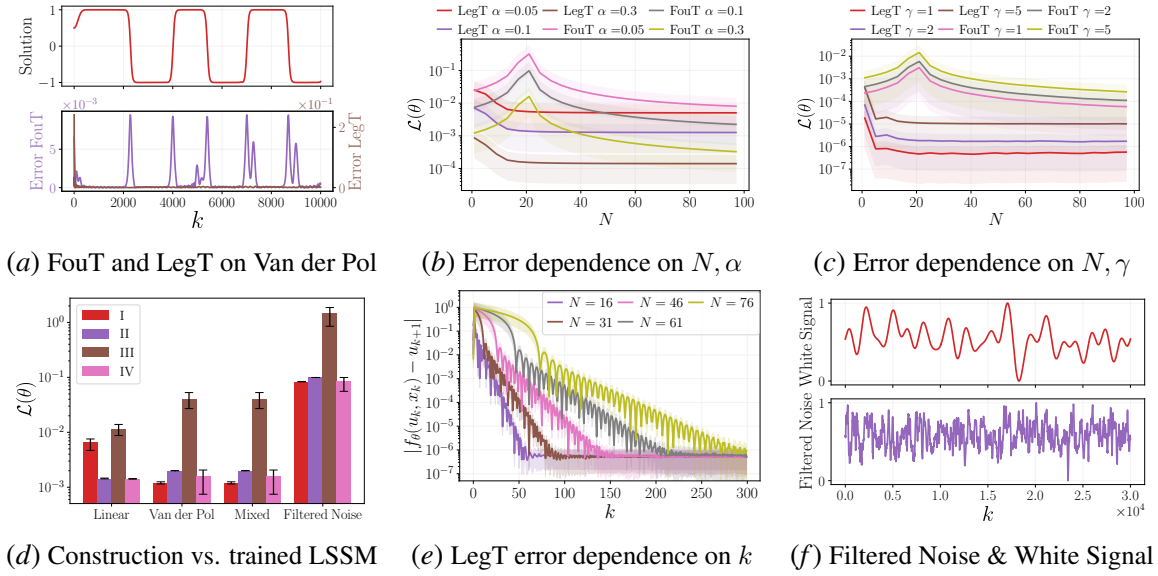 1
0
−1
Solution
×10⁻³
×10⁻¹
5
0
2
0
Error FouT
Error LegT
0 2000 4000 6000 8000 10000
k
(a) FouT and LegT on Van der Pol
LegT α =0.05 LegT α =0.3 FouT α =0.1
LegT α =0.1 FouT α =0.05 FouT α =0.3
10⁻¹
10⁻²
10⁻³
10⁻⁴
L(θ)
0 20 40 60 80 100
N
(b) Error dependence on N, α
LegT γ =1 LegT γ =5 FouT γ =2
LegT γ =2 FouT γ =1 FouT γ =5
10⁻¹
10⁻²
10⁻³
10⁻⁴
10⁻⁵
10⁻⁶
10⁻⁷
L(θ)
0 20 40 60 80 100
N
(c) Error dependence on N, γ
I
II
III
IV
10⁰
10⁻¹
10⁻²
10⁻³
L(θ)
Linear Van der Pol Mixed Filtered Noise
(d) Construction vs. trained LSSM
N = 16 N = 46 N = 76
N = 31 N = 61
10⁰
10⁻¹
10⁻²
10⁻³
10⁻⁴
10⁻⁵
10⁻⁶
10⁻⁷
|f_θ(u_k, x_k) − u_{k+1}|
0 50 100 150 200 250 300
k
(e) LegT error dependence on k
1
0
White Signal
1
0
Filtered Noise
0.0 0.6 1.2 1.8 2.4 3.0
×10⁴
k
(f) Filtered Noise & White Signal